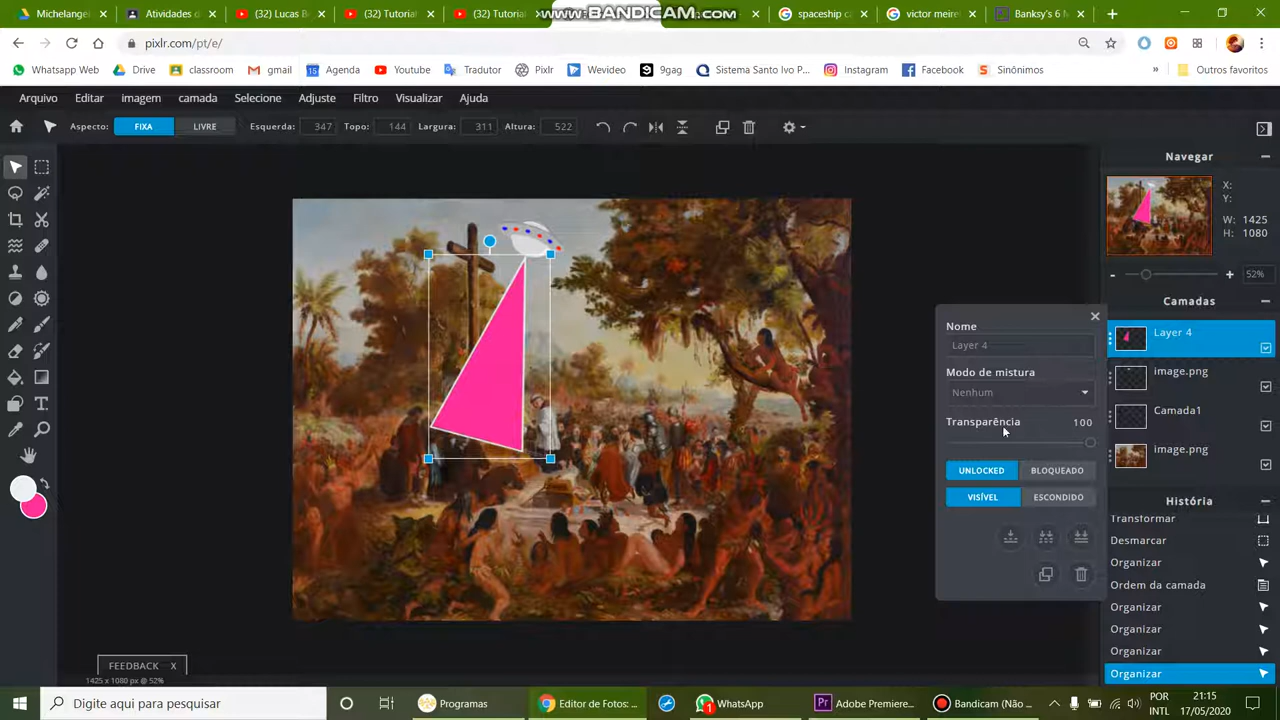 Michelangel
Atividades d
(32) Lucas B
(32) Tutorial
(32) Tutorial
www.BANDICAM.com
spaceship ca
victor meire
Banksy's 6 M
pixlr.com/pt/e/
Whatsapp Web
Drive
classroom
gmail
Agenda
Youtube
Tradutor
Pixlr
Wevideo
9gag
Sistema Santo Ivo P...
Instagram
Facebook
Sinônimos
»
Outros favoritos
Arquivo
Editar
imagem
camada
Selecione
Adjuste
Filtro
Visualizar
Ajuda
Aspecto:
FIXA
LIVRE
Esquerda:
347
Topo:
144
Largura:
311
Altura:
522
Navegar
X:
Y:
W: 1425
H: 1080
52%
Camadas
Layer 4
image.png
Camada1
image.png
Nome
Layer 4
Modo de mistura
Nenhum
Transparência
100
UNLOCKED
BLOQUEADO
VISÍVEL
ESCONDIDO
História
Transformar
Desmarcar
Organizar
Ordem da camada
Organizar
Organizar
Organizar
Organizar
FEEDBACK X
1425 x 1080 px @ 52%
Digite aqui para pesquisar
Programas
Editor de Fotos: ...
WhatsApp
1
Adobe Premiere...
Bandicam (Não ...
POR
INTL
21:15
17/05/2020